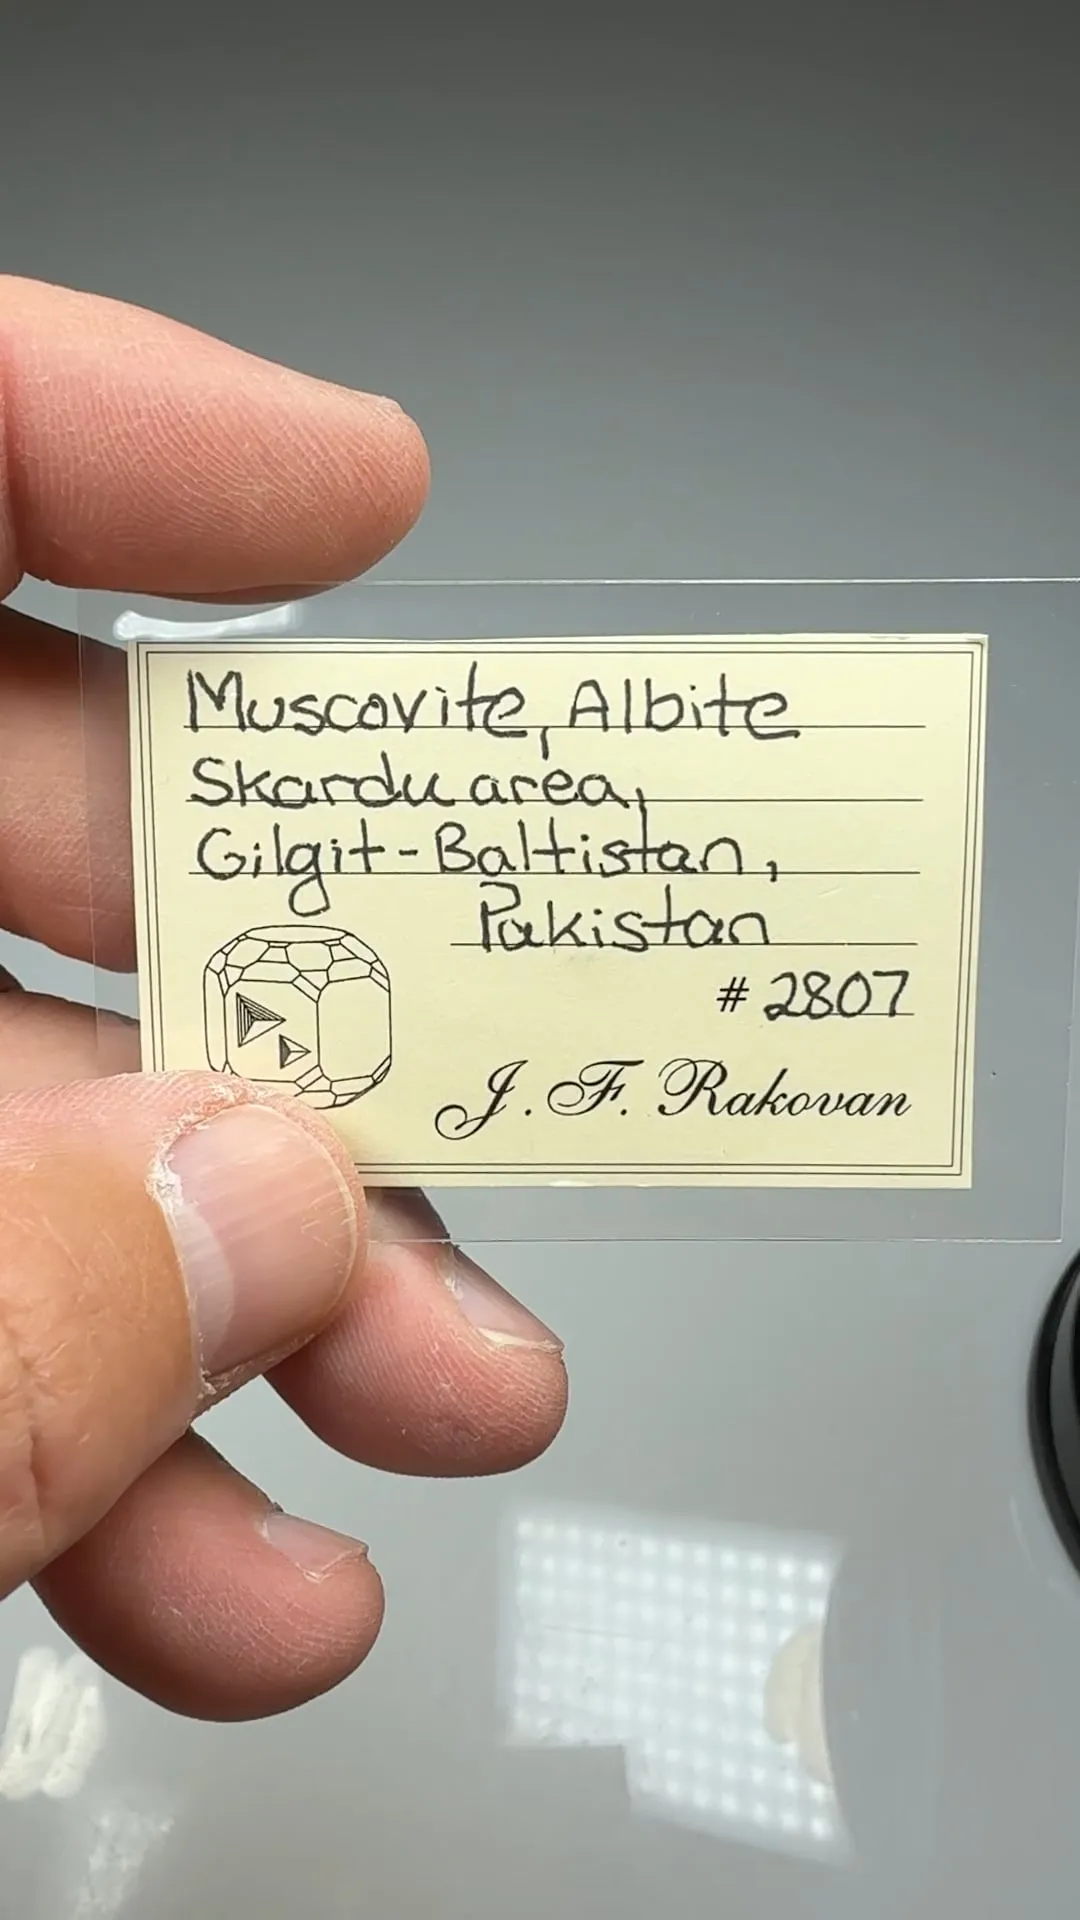 Muscovite, Albite
Skardu area,
Gilgit-Baltistan,
Pakistan
# 2807
J. F. Rakovan